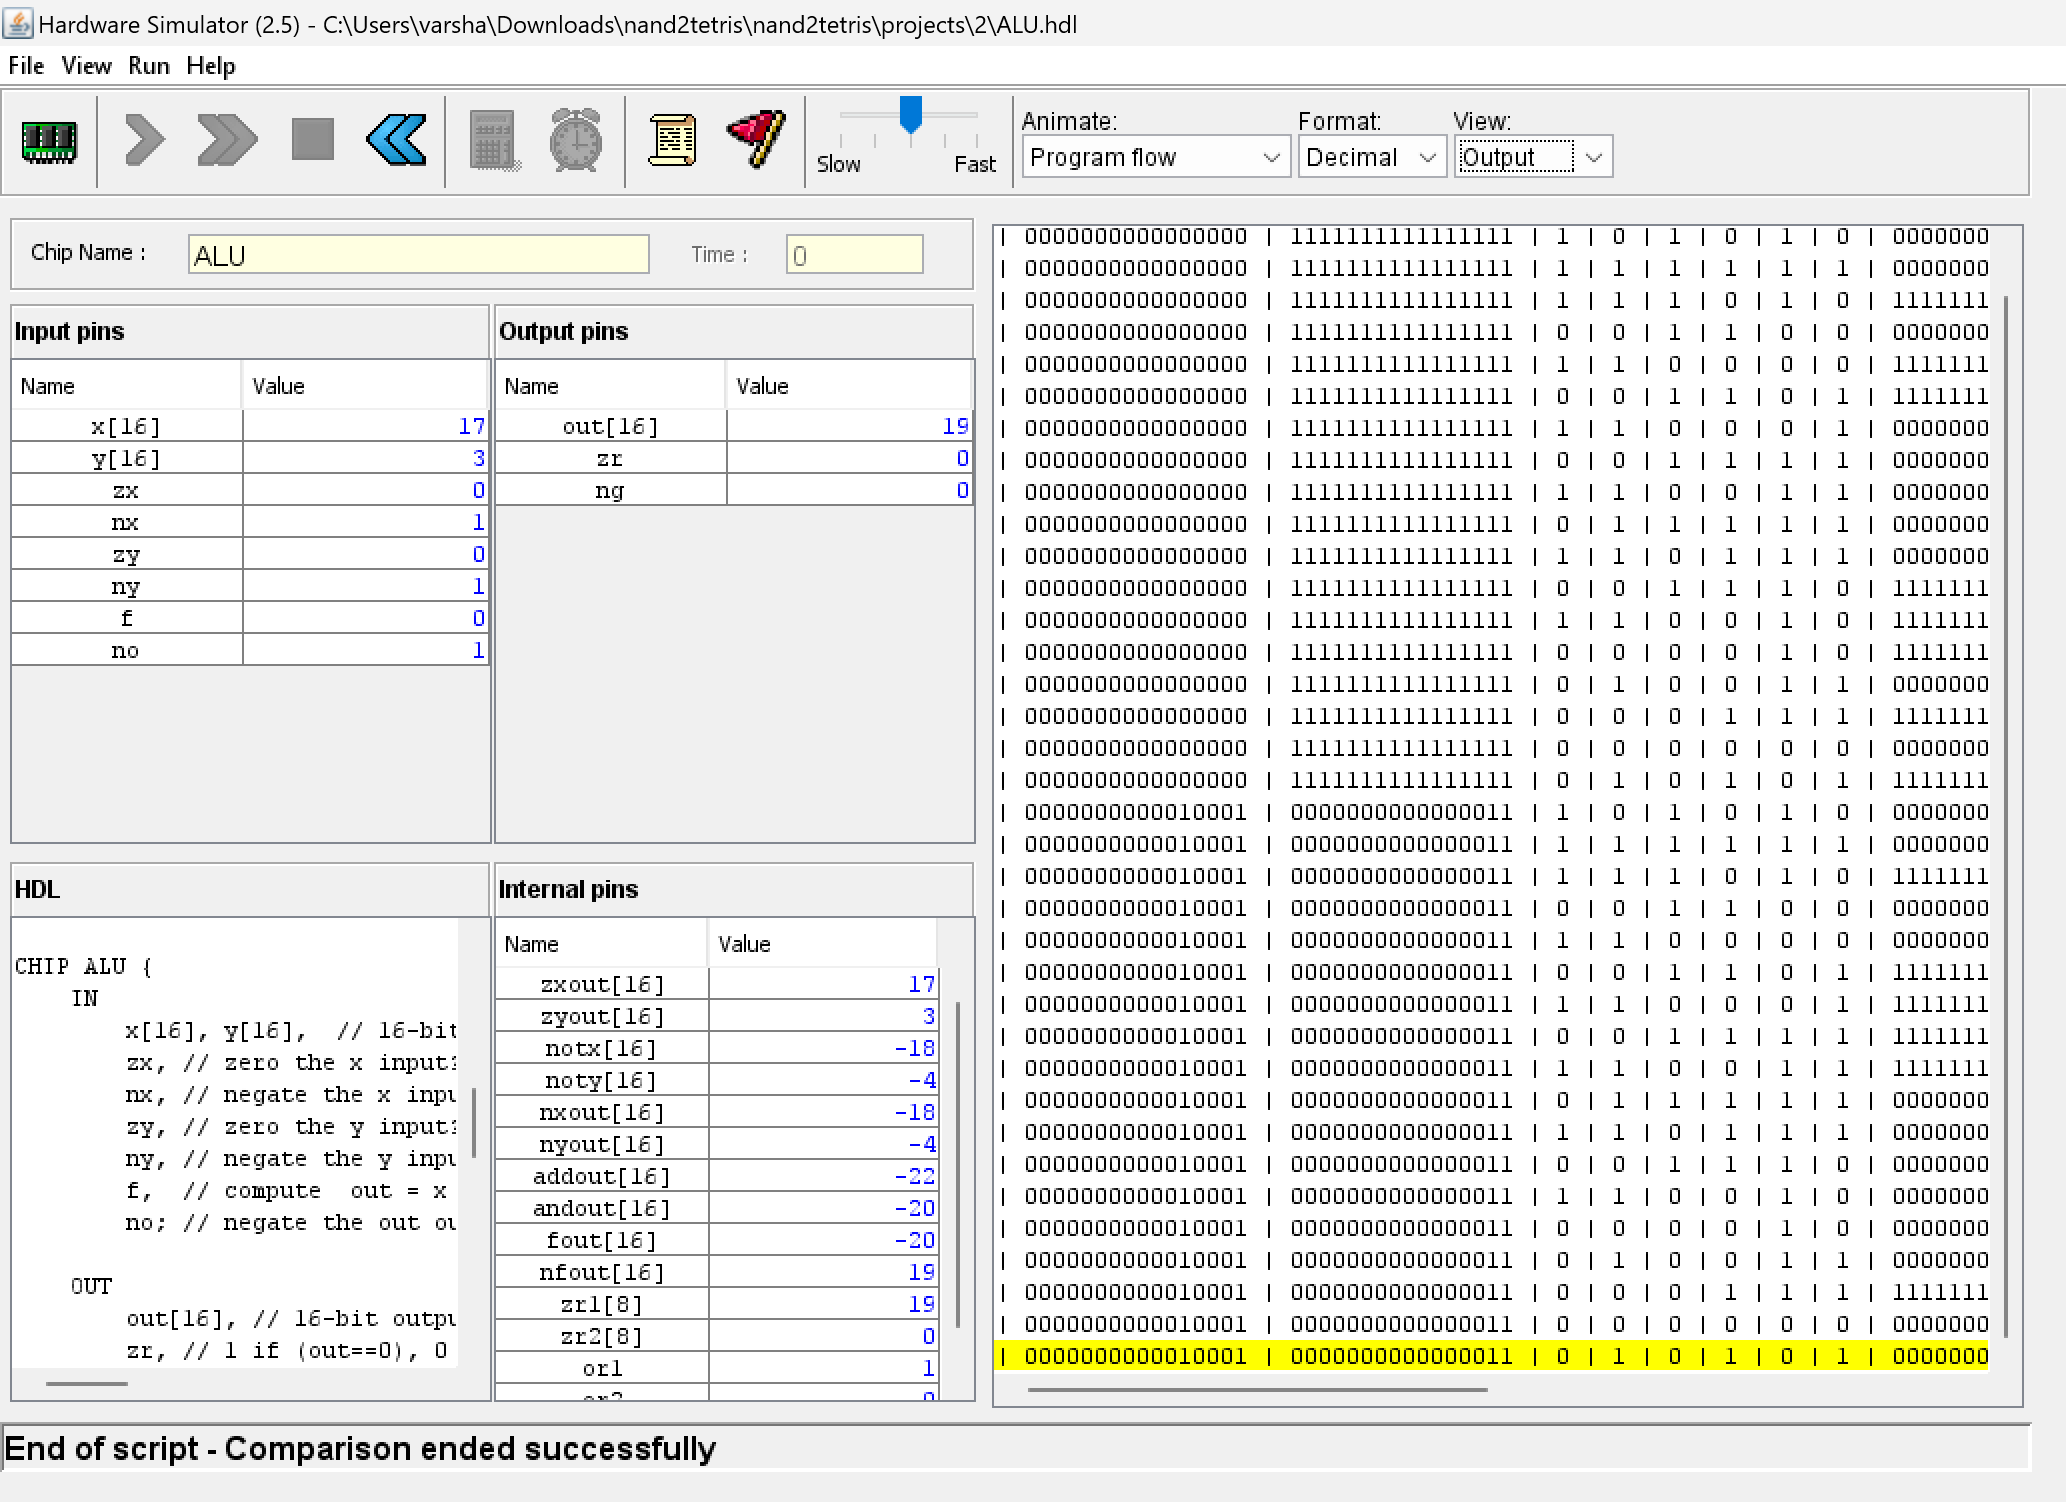 Hardware Simulator (2.5) - C:\Users\varsha\Downloads\nand2tetris\nand2tetris\projects\2\ALU.hdl
File View Run Help
Slow Fast
Animate: Format: View:
Program flow Decimal Output
Chip Name : ALU Time : 0
Input pins
Name Value
x[16] 17
y[16] 3
zx 0
nx 1
zy 0
ny 1
f 0
no 1
Output pins
Name Value
out[16] 19
zr 0
ng 0
HDL
CHIP ALU {
IN
x[16], y[16], // 16-bit
zx, // zero the x input?
nx, // negate the x inpu
zy, // zero the y input?
ny, // negate the y inpu
f, // compute out = x
no; // negate the out ou
OUT
out[16], // 16-bit outpu
zr, // 1 if (out==0), 0
Internal pins
Name Value
zxout[16] 17
zyout[16] 3
notx[16] -18
noty[16] -4
nxout[16] -18
nyout[16] -4
addout[16] -22
andout[16] -20
fout[16] -20
nfout[16] 19
zr1[8] 19
zr2[8] 0
or1 1
or2 0
| 0000000000000000 | 1111111111111111 | 1 | 0 | 1 | 0 | 1 | 0 | 0000000
| 0000000000000000 | 1111111111111111 | 1 | 1 | 1 | 1 | 1 | 1 | 0000000
| 0000000000000000 | 1111111111111111 | 1 | 1 | 1 | 0 | 1 | 0 | 1111111
| 0000000000000000 | 1111111111111111 | 0 | 0 | 1 | 1 | 0 | 0 | 0000000
| 0000000000000000 | 1111111111111111 | 1 | 1 | 0 | 0 | 0 | 0 | 1111111
| 0000000000000000 | 1111111111111111 | 0 | 0 | 1 | 1 | 0 | 1 | 1111111
| 0000000000000000 | 1111111111111111 | 1 | 1 | 0 | 0 | 0 | 1 | 0000000
| 0000000000000000 | 1111111111111111 | 0 | 0 | 1 | 1 | 1 | 1 | 0000000
| 0000000000000000 | 1111111111111111 | 1 | 1 | 0 | 0 | 1 | 1 | 0000000
| 0000000000000000 | 1111111111111111 | 0 | 1 | 1 | 1 | 1 | 1 | 0000000
| 0000000000000000 | 1111111111111111 | 1 | 1 | 0 | 1 | 1 | 1 | 0000000
| 0000000000000000 | 1111111111111111 | 0 | 0 | 1 | 1 | 1 | 0 | 1111111
| 0000000000000000 | 1111111111111111 | 1 | 1 | 0 | 0 | 1 | 0 | 1111111
| 0000000000000000 | 1111111111111111 | 0 | 0 | 0 | 0 | 1 | 0 | 1111111
| 0000000000000000 | 1111111111111111 | 0 | 1 | 0 | 0 | 1 | 1 | 0000000
| 0000000000000000 | 1111111111111111 | 0 | 0 | 0 | 1 | 1 | 1 | 1111111
| 0000000000000000 | 1111111111111111 | 0 | 0 | 0 | 0 | 0 | 0 | 0000000
| 0000000000000000 | 1111111111111111 | 0 | 1 | 0 | 1 | 0 | 1 | 1111111
| 0000000000010001 | 0000000000000011 | 1 | 0 | 1 | 0 | 1 | 0 | 0000000
| 0000000000010001 | 0000000000000011 | 1 | 1 | 1 | 1 | 1 | 1 | 0000000
| 0000000000010001 | 0000000000000011 | 1 | 1 | 1 | 0 | 1 | 0 | 1111111
| 0000000000010001 | 0000000000000011 | 0 | 0 | 1 | 1 | 0 | 0 | 0000000
| 0000000000010001 | 0000000000000011 | 1 | 1 | 0 | 0 | 0 | 0 | 0000000
| 0000000000010001 | 0000000000000011 | 0 | 0 | 1 | 1 | 0 | 1 | 1111111
| 0000000000010001 | 0000000000000011 | 1 | 1 | 0 | 0 | 0 | 1 | 1111111
| 0000000000010001 | 0000000000000011 | 0 | 0 | 1 | 1 | 1 | 1 | 1111111
| 0000000000010001 | 0000000000000011 | 1 | 1 | 0 | 0 | 1 | 1 | 1111111
| 0000000000010001 | 0000000000000011 | 0 | 1 | 1 | 1 | 1 | 1 | 0000000
| 0000000000010001 | 0000000000000011 | 1 | 1 | 0 | 1 | 1 | 1 | 0000000
| 0000000000010001 | 0000000000000011 | 0 | 0 | 1 | 1 | 1 | 0 | 0000000
| 0000000000010001 | 0000000000000011 | 1 | 1 | 0 | 0 | 1 | 0 | 0000000
| 0000000000010001 | 0000000000000011 | 0 | 0 | 0 | 0 | 1 | 0 | 0000000
| 0000000000010001 | 0000000000000011 | 0 | 1 | 0 | 0 | 1 | 1 | 0000000
| 0000000000010001 | 0000000000000011 | 0 | 0 | 0 | 1 | 1 | 1 | 1111111
| 0000000000010001 | 0000000000000011 | 0 | 0 | 0 | 0 | 0 | 0 | 0000000
| 0000000000010001 | 0000000000000011 | 0 | 1 | 0 | 1 | 0 | 1 | 0000000
End of script - Comparison ended successfully